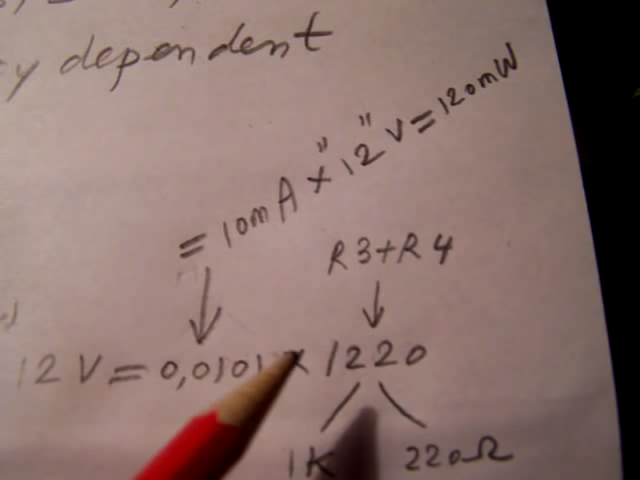 dependent
= 10mA × "12" V = 120mW
R3+R4
12V = 0,0101 × 1220
1K 220Ω